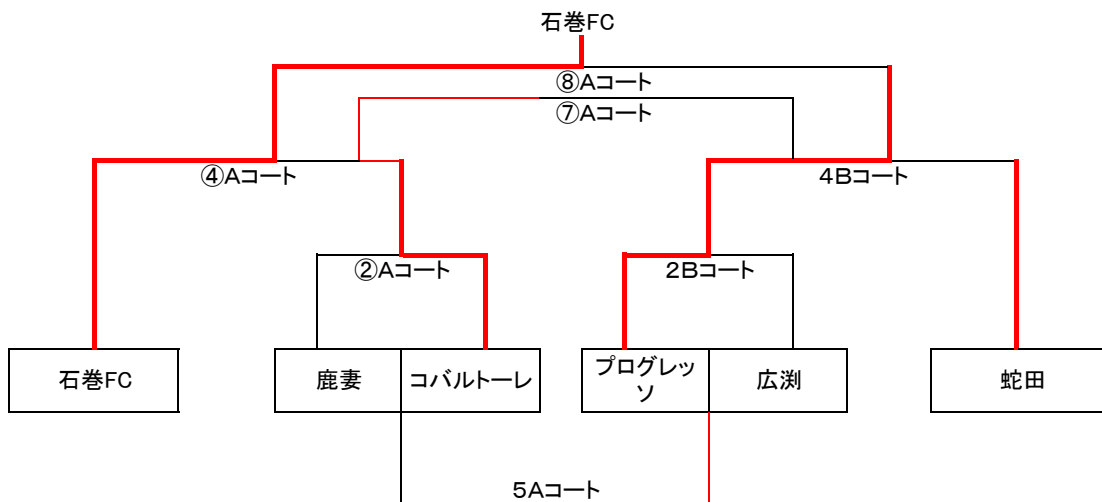 石巻FC
⑧Aコート
⑦Aコート
④Aコート
4Bコート
②Aコート
2Bコート
石巻FC
鹿妻
コバルトーレ
プログレッ
ソ
広渕
蛇田
5Aコート